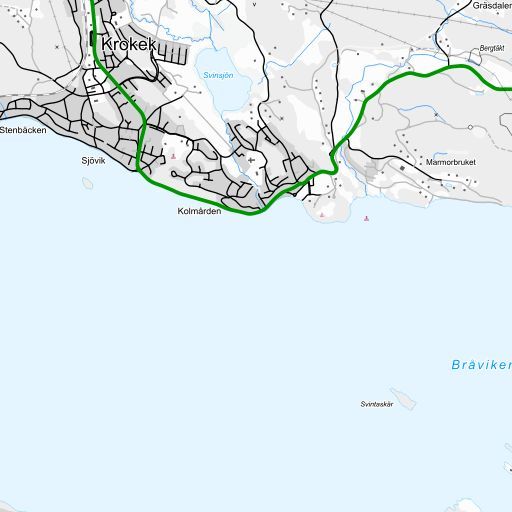 Gräsdalen
Krokek
Bergtäkt
Svinsjön
Stenbäcken
Sjövik
Marmorbruket
Kolmården
Bråviken
Svintaskär